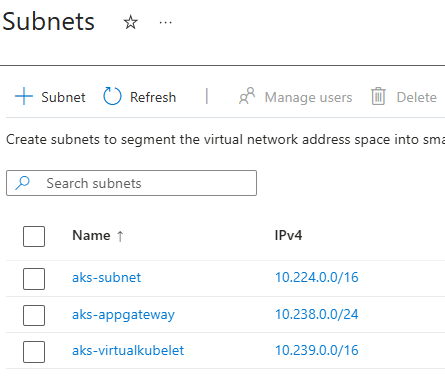 Subnets
Subnet Refresh Manage users Delete
Create subnets to segment the virtual network address space into sma
Search subnets
Name ↑ IPv4
aks-subnet 10.224.0.0/16
aks-appgateway 10.238.0.0/24
aks-virtualkubelet 10.239.0.0/16